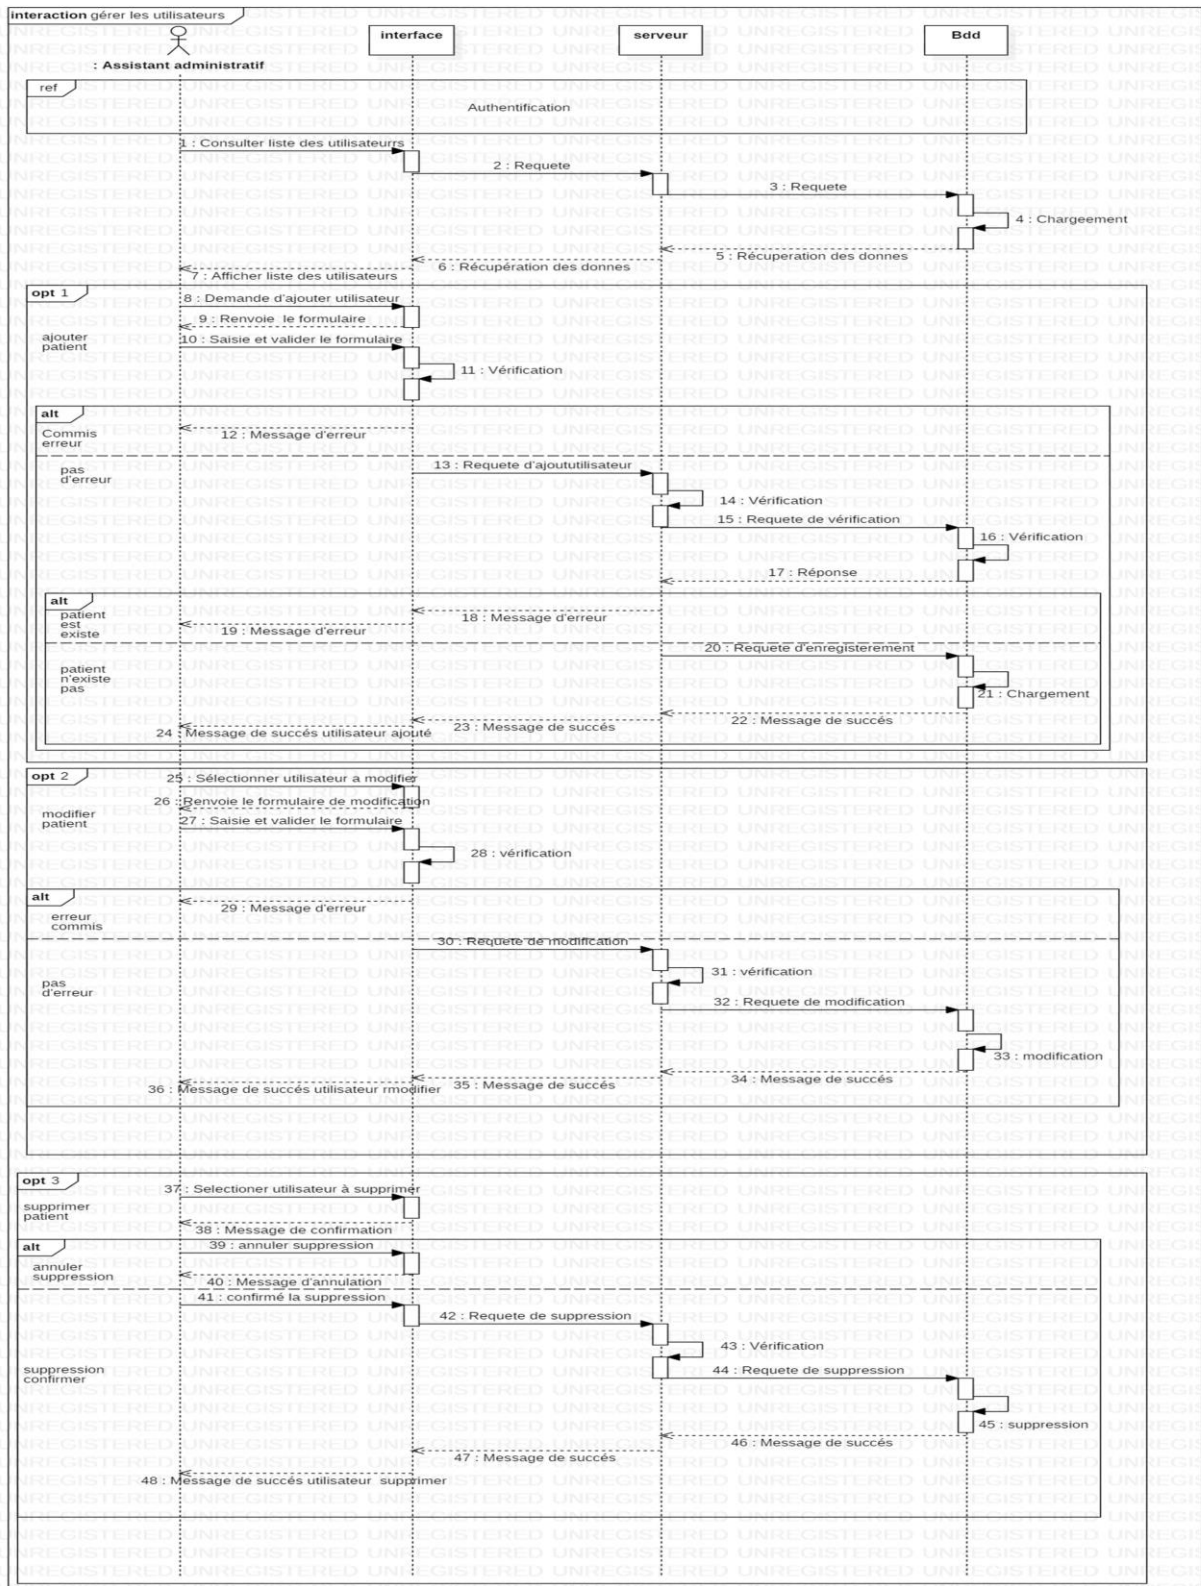 interaction gérer les utilisateurs
interface
serveur
Bdd
: Assistant administratif
ref
Authentification
1 : Consulter liste des utilisateurrs
2 : Requete
3 : Requete
4 : Chargeement
5 : Récuperation des donnes
6 : Récupération des donnes
7 : Afficher liste des utilisateurs
opt 1
8 : Demande d'ajouter utilisateur
9 : Renvoie le formulaire
ajouter
patient
10 : Saisie et valider le formulaire
11 : Vérification
alt
Commis
erreur
12 : Message d'erreur
pas
d'erreur
13 : Requete d'ajoututilisateur
14 : Vérification
15 : Requete de vérification
16 : Vérification
17 : Réponse
alt
patient
est
existe
18 : Message d'erreur
19 : Message d'erreur
20 : Requete d'enregisterement
patient
n'existe
pas
21 : Chargement
22 : Message de succés
23 : Message de succés
24 : Message de succés utilisateur ajouté
opt 2
25 : Sélectionner utilisateur a modifier
26 : Renvoie le formulaire de modification
modifier
patient
27 : Saisie et valider le formulaire
28 : vérification
alt
29 : Message d'erreur
erreur
commis
30 : Requete de modification
pas
d'erreur
31 : vérification
32 : Requete de modification
33 : modification
34 : Message de succés
35 : Message de succés
36 : Message de succés utilisateur rmodifier
opt 3
37 : Selectioner utilisateur à supprimer
supprimer
patient
38 : Message de confirmation
alt
39 : annuler suppression
annuler
suppression
40 : Message d'annulation
41 : confirmé la suppression
42 : Requete de suppression
43 : Vérification
suppression
confirmer
44 : Requete de suppression
45 : suppression
46 : Message de succés
47 : Message de succés
48 : Message de succés utilisateur supprimer